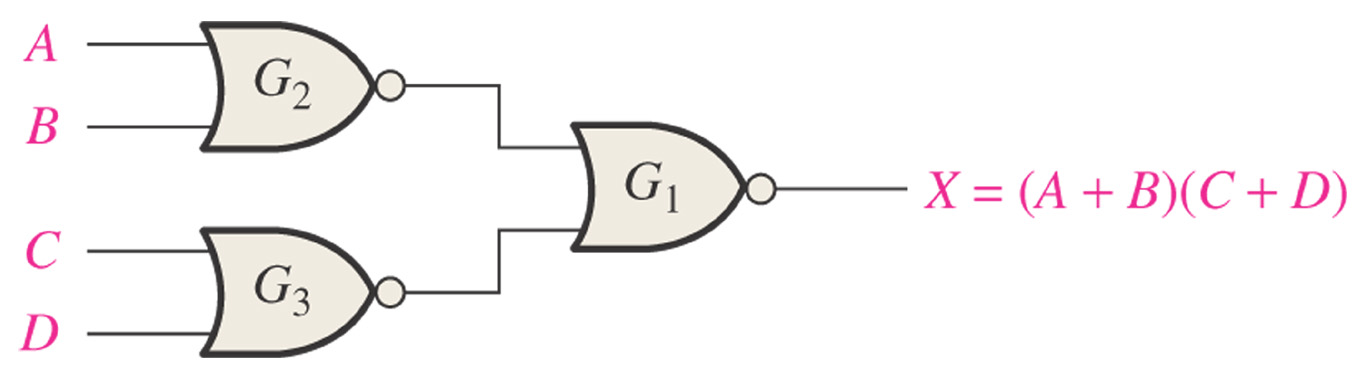 A
G₂
B
G₁
X = (A + B)(C + D)
C
G₃
D